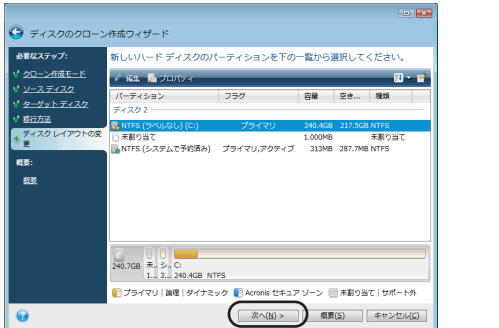 ディスクのクローン作成ウィザード
必要なステップ:
クローン作成モード
ソース ディスク
ターゲット ディスク
移行方法
ディスク レイアウトの変更
概要:
概要
新しいハード ディスクのパーティションを下の一覧から選択してください。
編集 プロパティ
パーティション フラグ 容量 空き... 種類
ディスク 2
NTFS (ラベルなし) (C:) プライマリ 240.4GB 217.5GB NTFS
未割り当て 1.000MB 未割り当て
NTFS (システムで予約済み) プライマリ,アクティブ 313MB 287.7MB NTFS
240.7GB 未... シ... C:
1... 3... 240.4GB NTFS
プライマリ | 論理 | ダイナミック Acronis セキュア ゾーン 未割り当て | サポート外
次へ(N) > 概要(S) キャンセル(C)